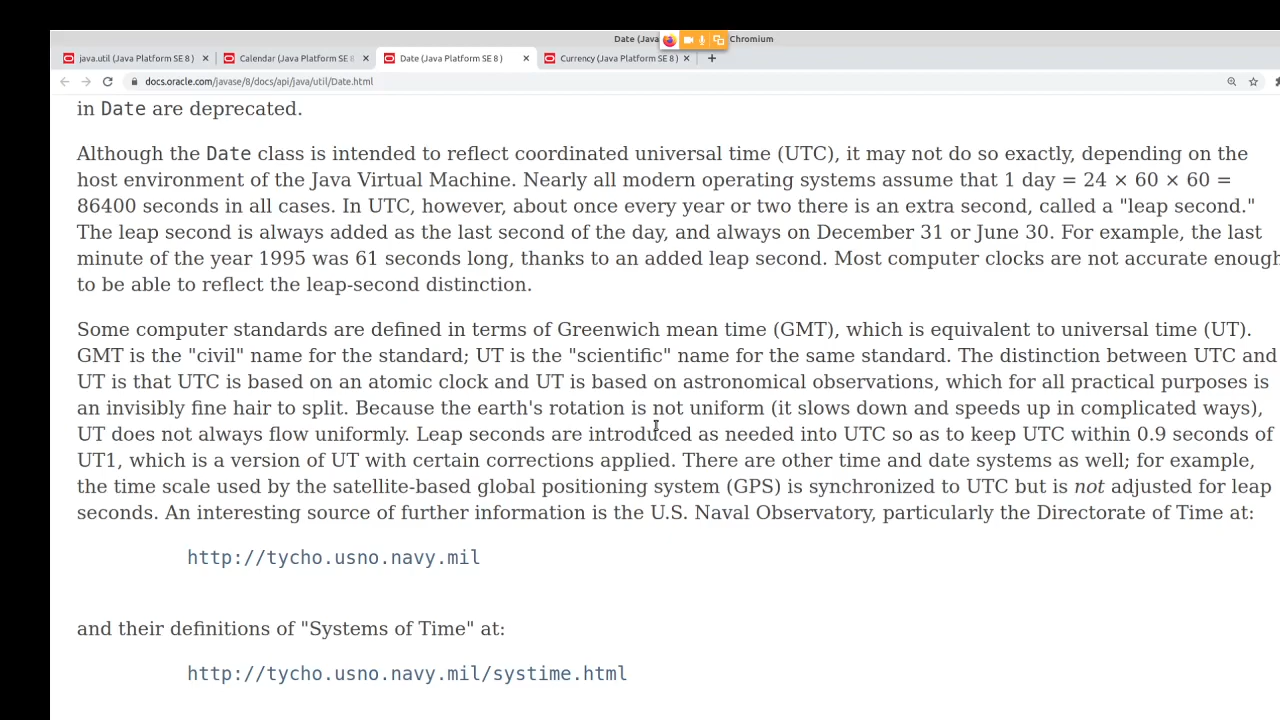 Date (Java Chromium
java.util (Java Platform SE 8 ) Calendar (Java Platform SE 8 Date (Java Platform SE 8 ) Currency (Java Platform SE 8 )
docs.oracle.com/javase/8/docs/api/java/util/Date.html
in Date are deprecated.
Although the Date class is intended to reflect coordinated universal time (UTC), it may not do so exactly, depending on the
host environment of the Java Virtual Machine. Nearly all modern operating systems assume that 1 day = 24 × 60 × 60 =
86400 seconds in all cases. In UTC, however, about once every year or two there is an extra second, called a "leap second."
The leap second is always added as the last second of the day, and always on December 31 or June 30. For example, the last
minute of the year 1995 was 61 seconds long, thanks to an added leap second. Most computer clocks are not accurate enough
to be able to reflect the leap-second distinction.
Some computer standards are defined in terms of Greenwich mean time (GMT), which is equivalent to universal time (UT).
GMT is the "civil" name for the standard; UT is the "scientific" name for the same standard. The distinction between UTC and
UT is that UTC is based on an atomic clock and UT is based on astronomical observations, which for all practical purposes is
an invisibly fine hair to split. Because the earth's rotation is not uniform (it slows down and speeds up in complicated ways),
UT does not always flow uniformly. Leap seconds are introduced as needed into UTC so as to keep UTC within 0.9 seconds of
UT1, which is a version of UT with certain corrections applied. There are other time and date systems as well; for example,
the time scale used by the satellite-based global positioning system (GPS) is synchronized to UTC but is not adjusted for leap
seconds. An interesting source of further information is the U.S. Naval Observatory, particularly the Directorate of Time at:
http://tycho.usno.navy.mil
and their definitions of "Systems of Time" at:
http://tycho.usno.navy.mil/systime.html